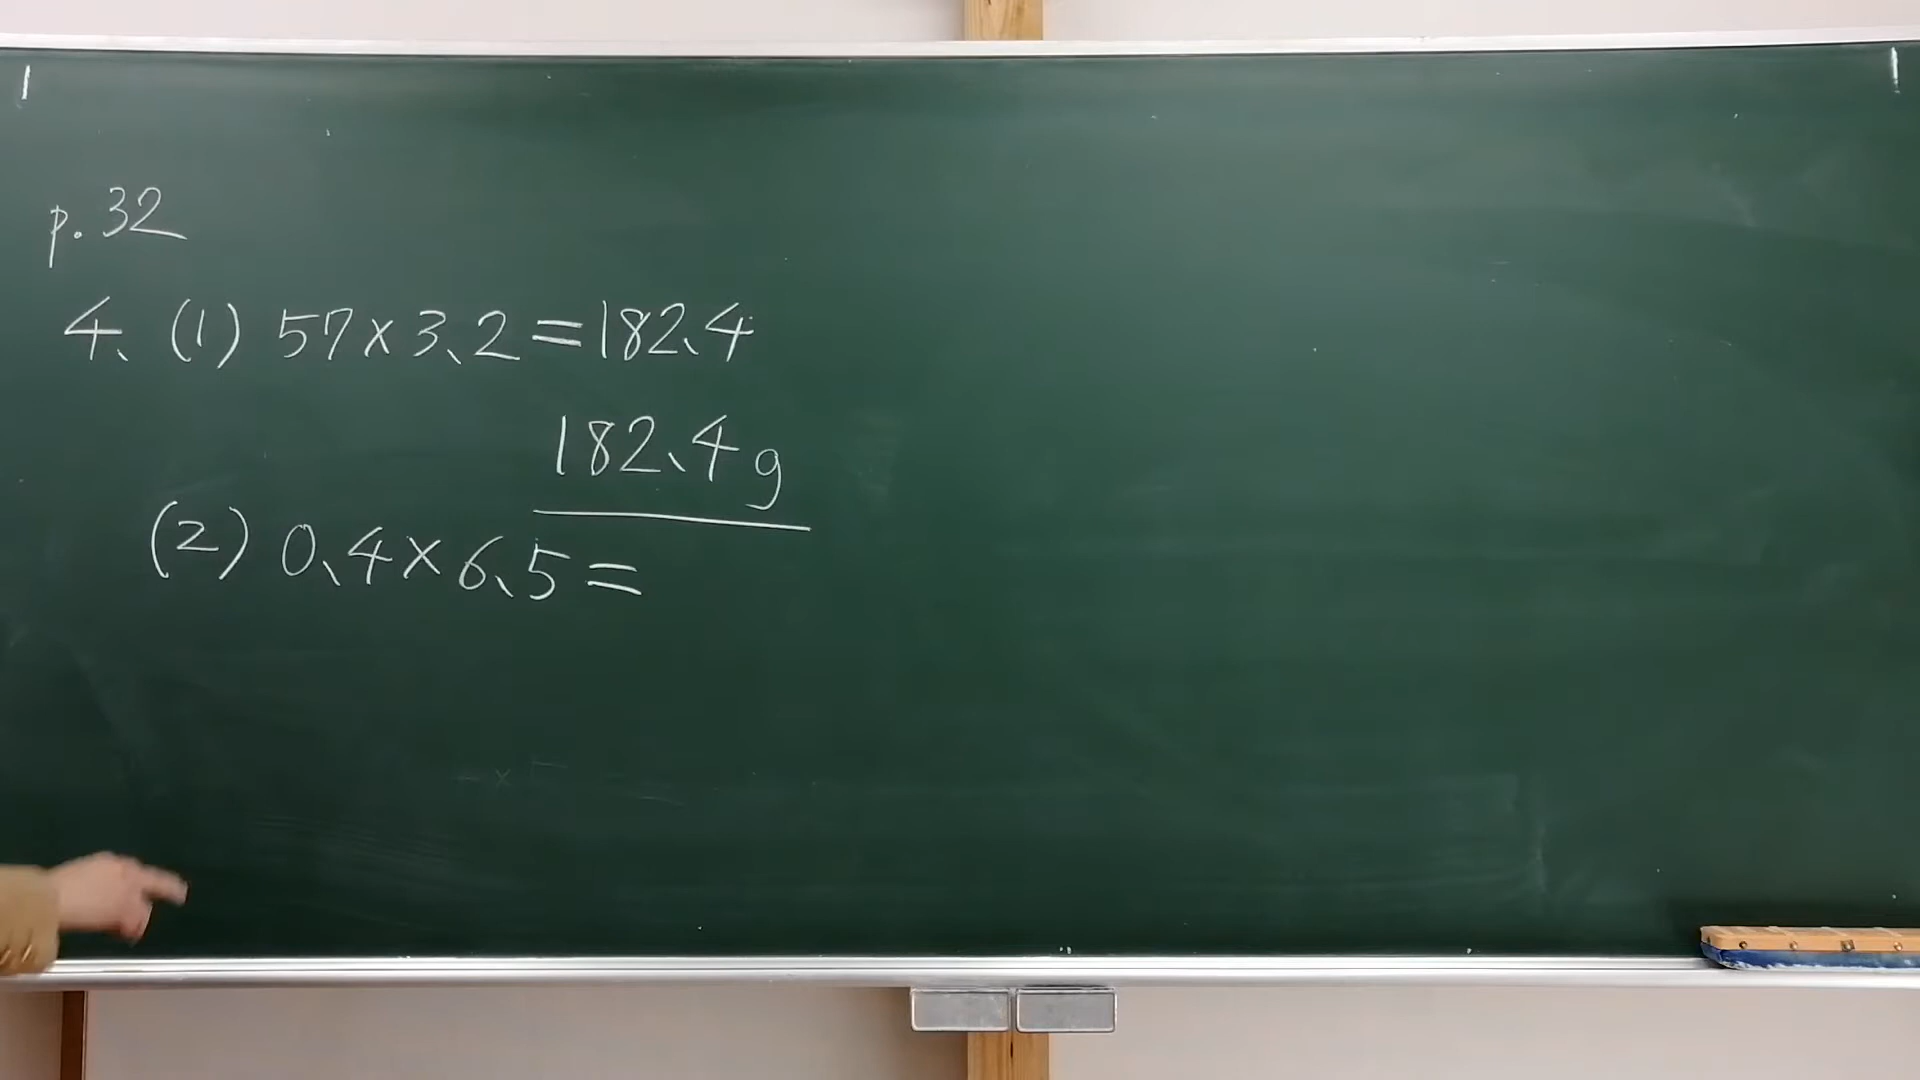 p.32
4、(1) 57×3、2=182、4
182、4g
(2) 0、4×6、5=